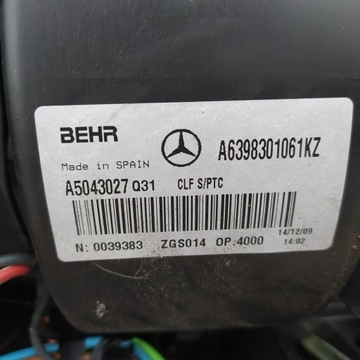 BEHR A6398301061KZ
Made in SPAIN
A5043027 Q31 CLF S/PTC
14/12/09
N: 0039383 ZGS014 OP:4000 14:02